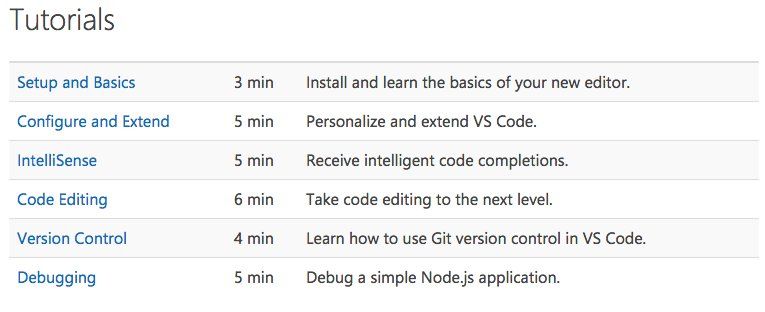 Tutorials
Setup and Basics 3 min Install and learn the basics of your new editor.
Configure and Extend 5 min Personalize and extend VS Code.
IntelliSense 5 min Receive intelligent code completions.
Code Editing 6 min Take code editing to the next level.
Version Control 4 min Learn how to use Git version control in VS Code.
Debugging 5 min Debug a simple Node.js application.